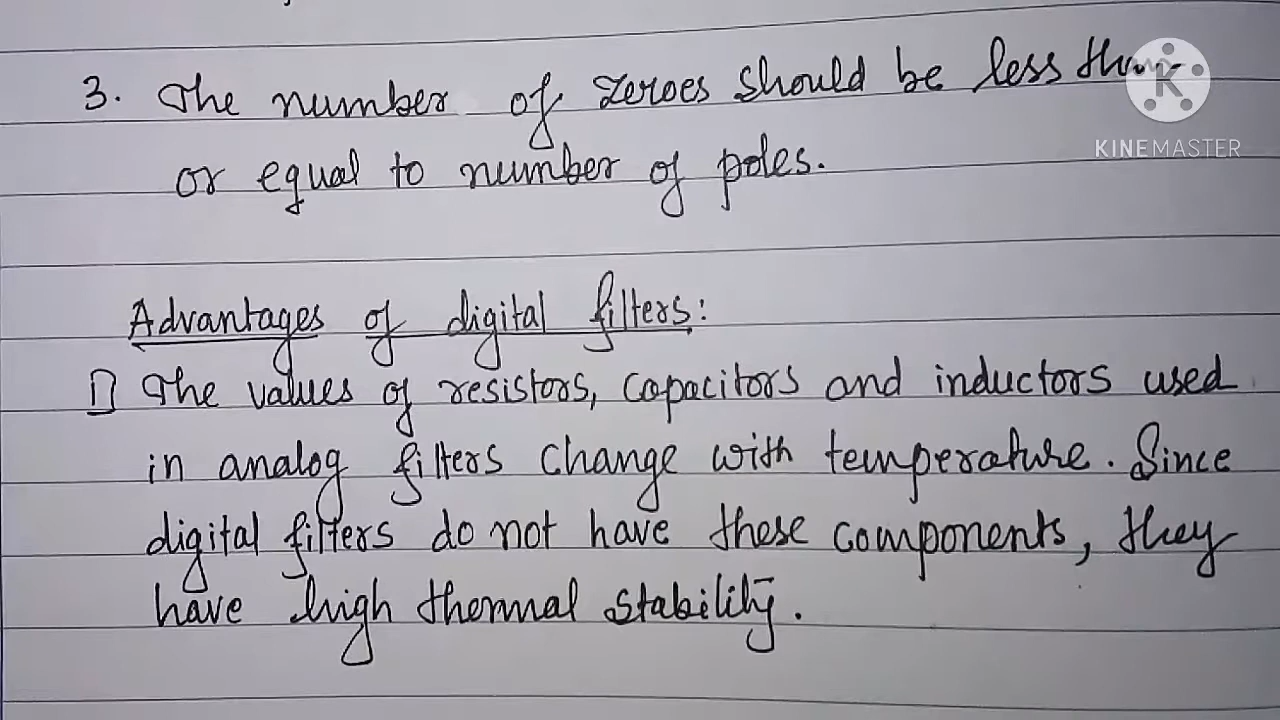 3. The number of zeroes should be less than
or equal to number of poles.
Advantages of digital filters:
1] The values of resistors, capacitors and inductors used
in analog filters change with temperature. Since
digital filters do not have these components, they
have high thermal stability.
K
KINEMASTER